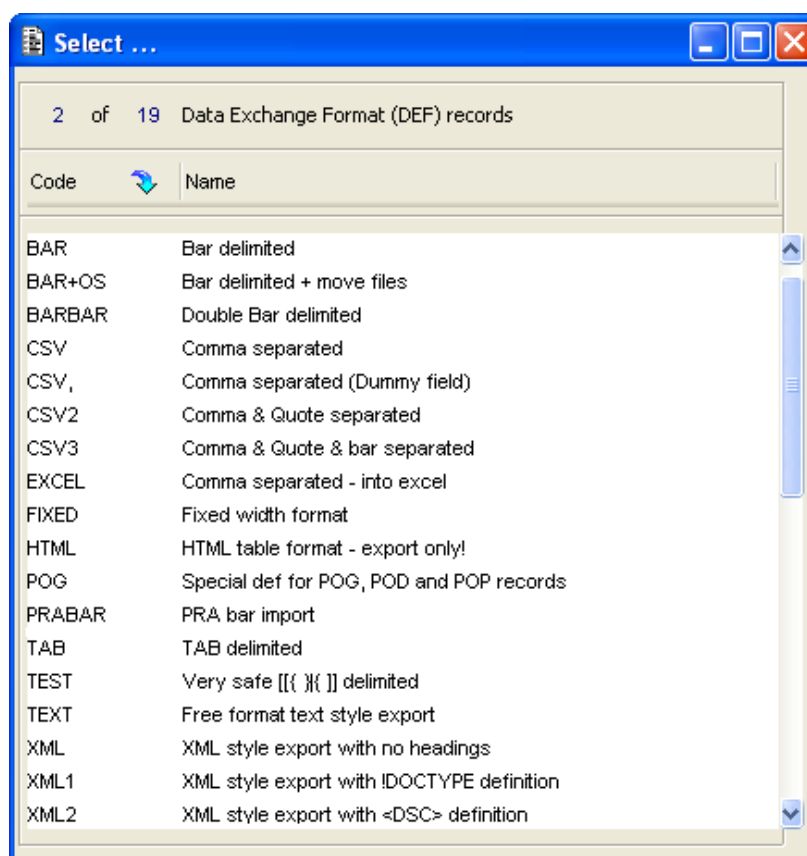 Select ...
2 of 19 Data Exchange Format (DEF) records
Code Name
BAR Bar delimited
BAR+OS Bar delimited + move files
BARBAR Double Bar delimited
CSV Comma separated
CSV, Comma separated (Dummy field)
CSV2 Comma & Quote separated
CSV3 Comma & Quote & bar separated
EXCEL Comma separated - into excel
FIXED Fixed width format
HTML HTML table format - export only!
POG Special def for POG, POD and POP records
PRABAR PRA bar import
TAB TAB delimited
TEST Very safe [[{ }|{ ]] delimited
TEXT Free format text style export
XML XML style export with no headings
XML1 XML style export with !DOCTYPE definition
XML2 XML style export with <DSC> definition